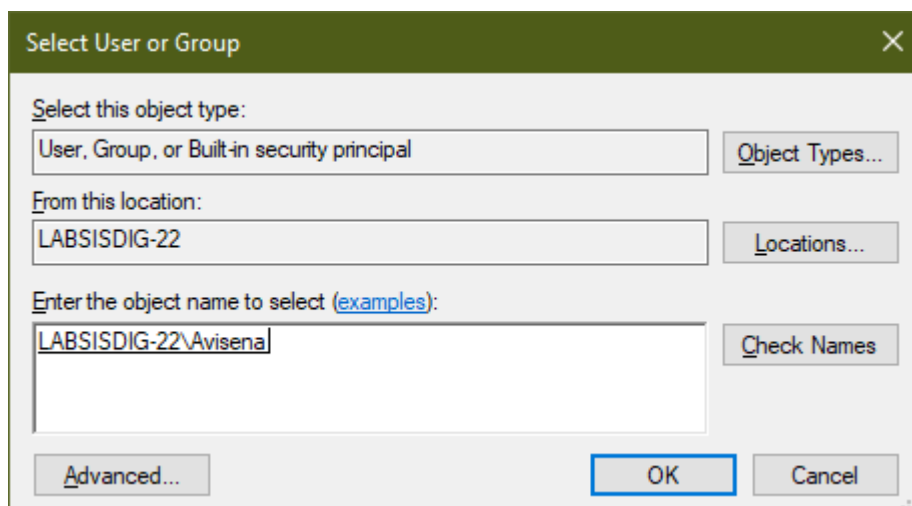 Select User or Group
Select this object type:
User, Group, or Built-in security principal
Object Types...
From this location:
LABSISDIG-22
Locations...
Enter the object name to select (examples):
LABSISDIG-22\Avisena
Check Names
Advanced...
OK
Cancel